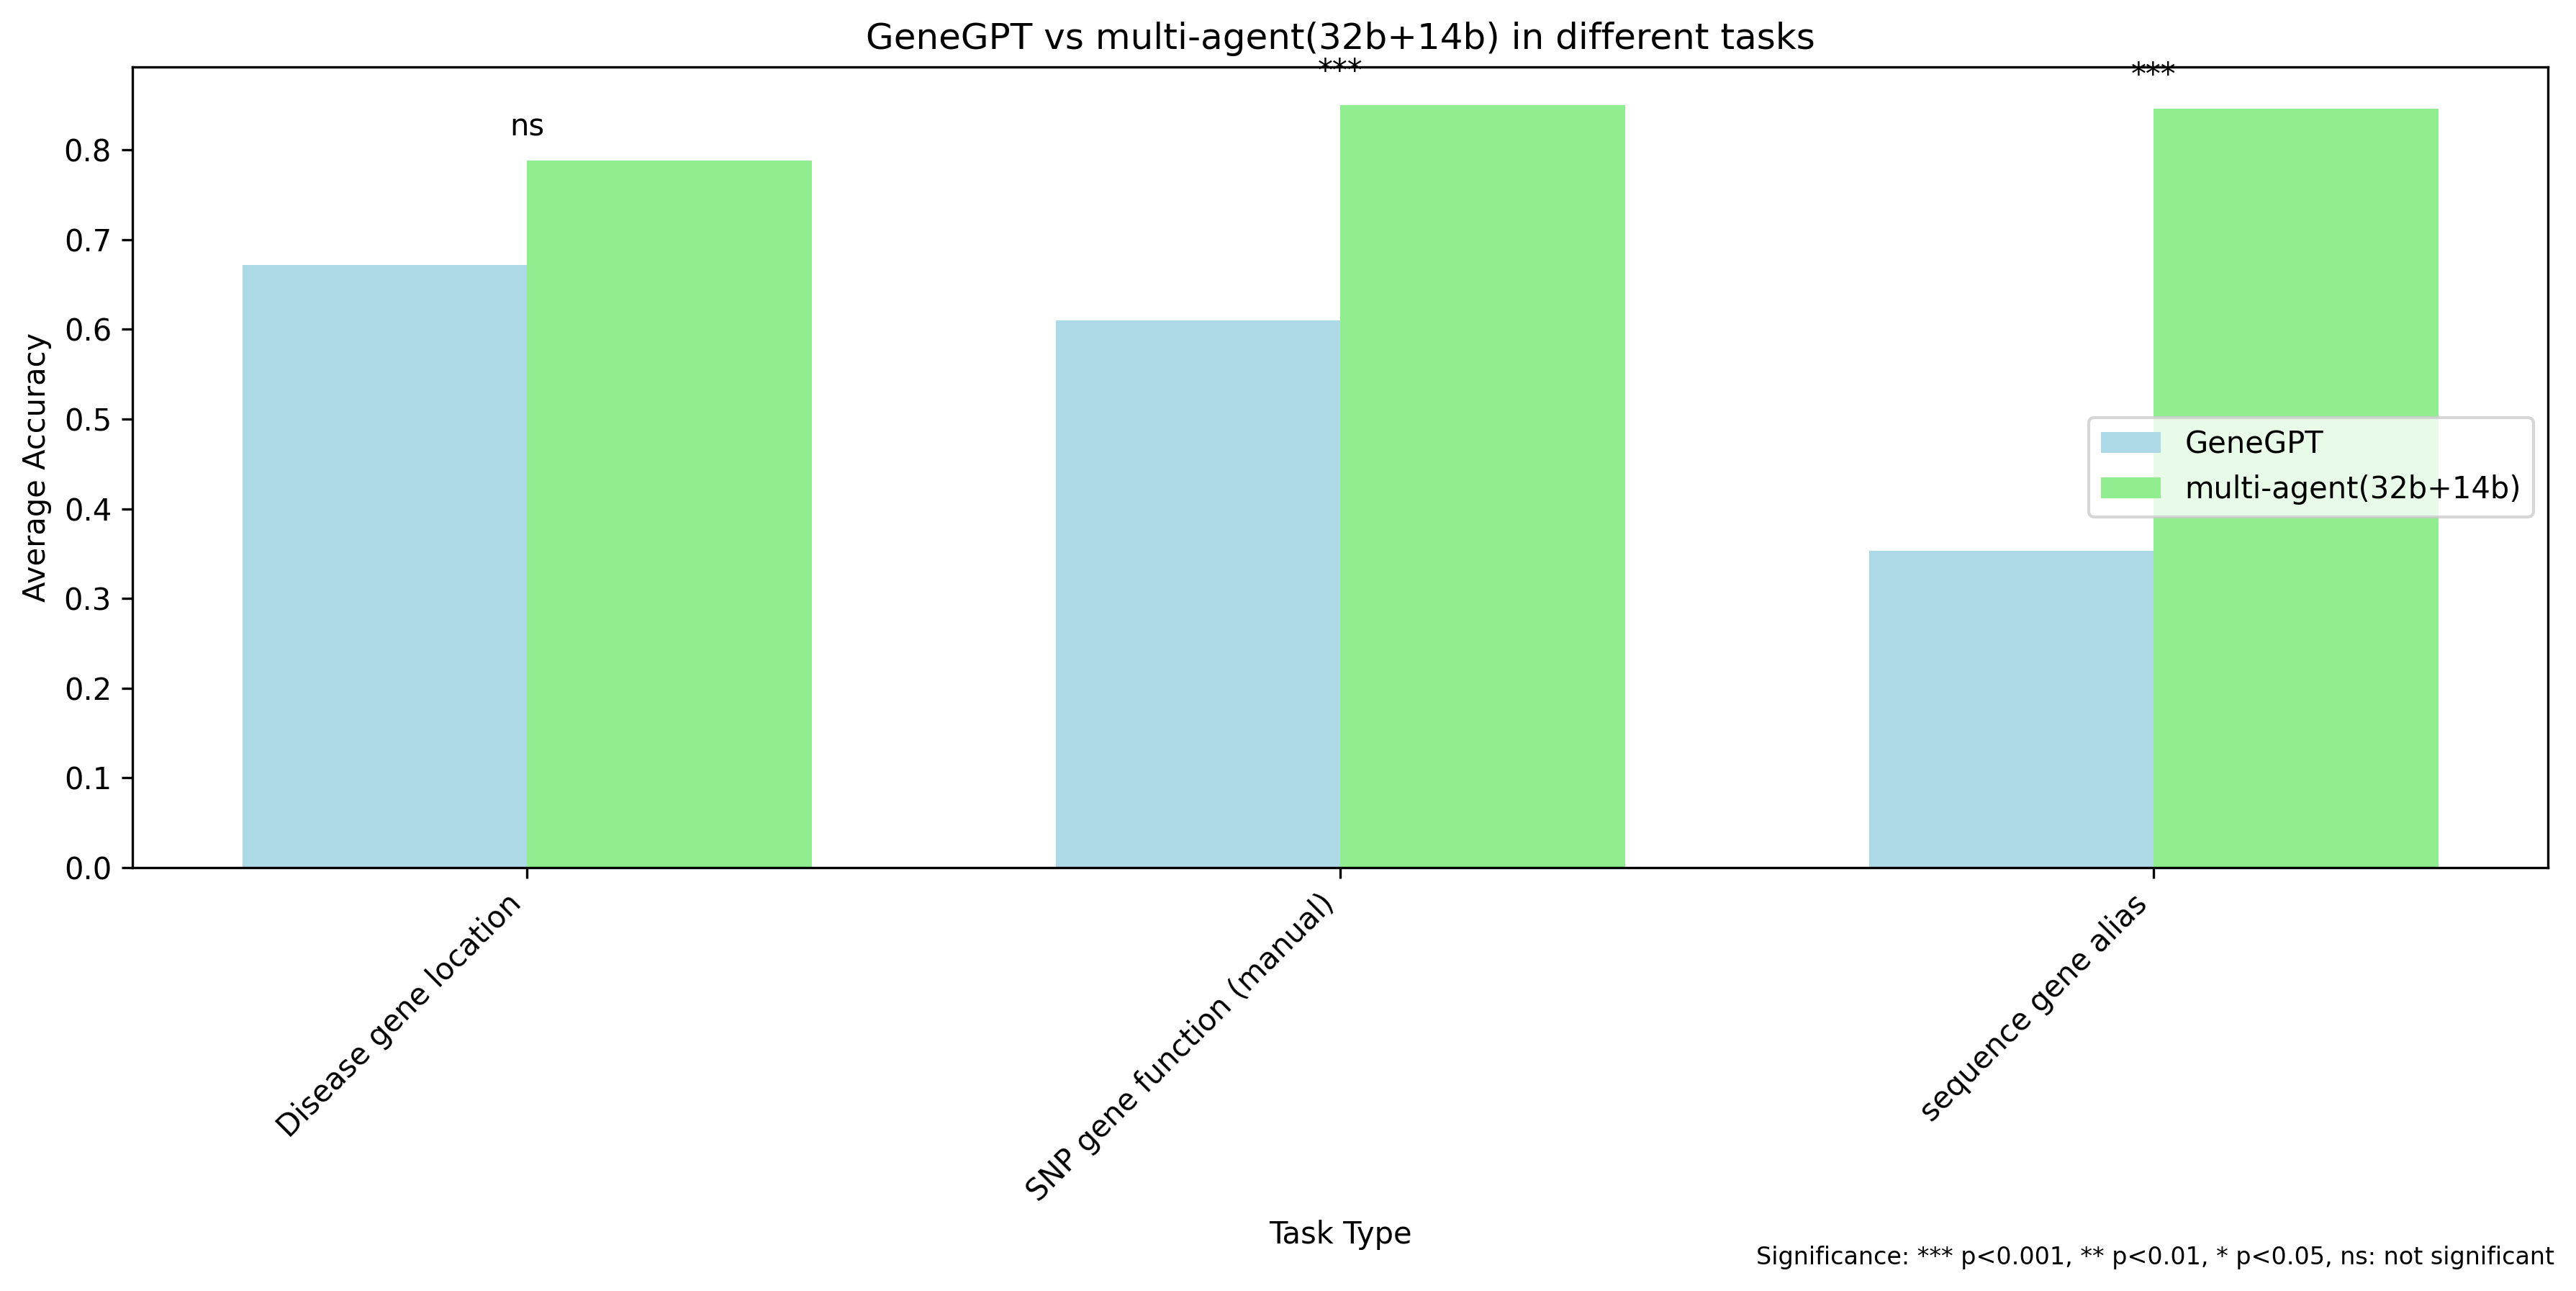 GeneGPT vs multi-agent(32b+14b) in different tasks
***
***
ns
0.8
0.7
0.6
0.5
0.4
0.3
0.2
0.1
0.0
Average Accuracy
GeneGPT
multi-agent(32b+14b)
Disease gene location
SNP gene function (manual)
sequence gene alias
Task Type
Significance: *** p<0.001, ** p<0.01, * p<0.05, ns: not significant